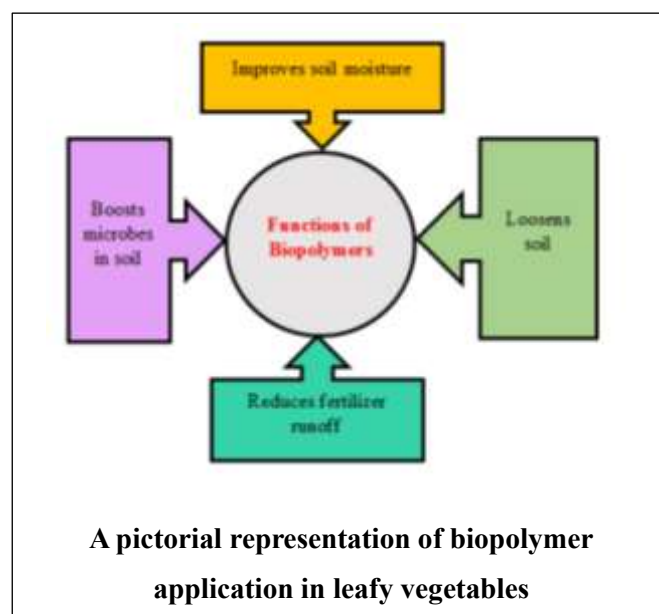 Improves soil moisture
Boosts
microbes
in soil
Functions of
Biopolymers
Loosens
soil
Reduces fertilizer
runoff
A pictorial representation of biopolymer
application in leafy vegetables